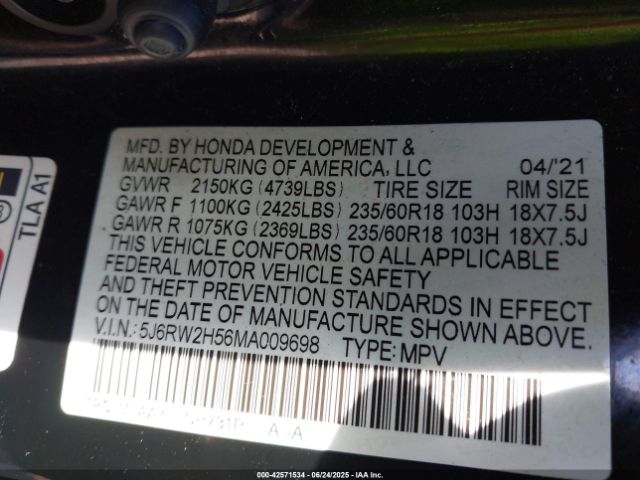 MFD. BY HONDA DEVELOPMENT &
MANUFACTURING OF AMERICA, LLC 04/'21
GVWR 2150KG (4739LBS) TIRE SIZE RIM SIZE
GAWR F 1100KG (2425LBS) 235/60R18 103H 18X7.5J
GAWR R 1075KG (2369LBS) 235/60R18 103H 18X7.5J
THIS VEHICLE CONFORMS TO ALL APPLICABLE
FEDERAL MOTOR VEHICLE SAFETY
AND THEFT PREVENTION STANDARDS IN EFFECT
ON THE DATE OF MANUFACTURE SHOWN ABOVE.
V.I.N.: 5J6RW2H56MA009698 TYPE: MPV
A A
TLA A1
000-42571534 - 06/24/2025 - IAA Inc.